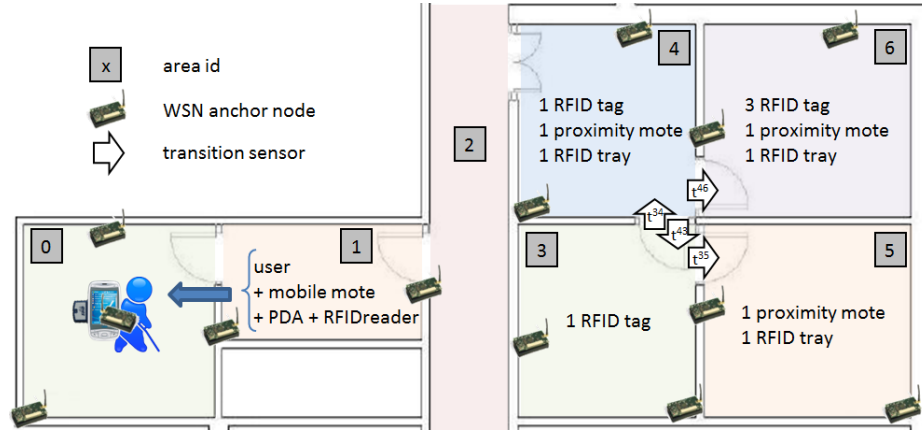 x area id
WSN anchor node
transition sensor
0
1
user
+ mobile mote
+ PDA + RFIDreader
2
4
1 RFID tag
1 proximity mote
1 RFID tray
6
3 RFID tag
1 proximity mote
1 RFID tray
t46
t34
t43
t35
3
1 RFID tag
5
1 proximity mote
1 RFID tray